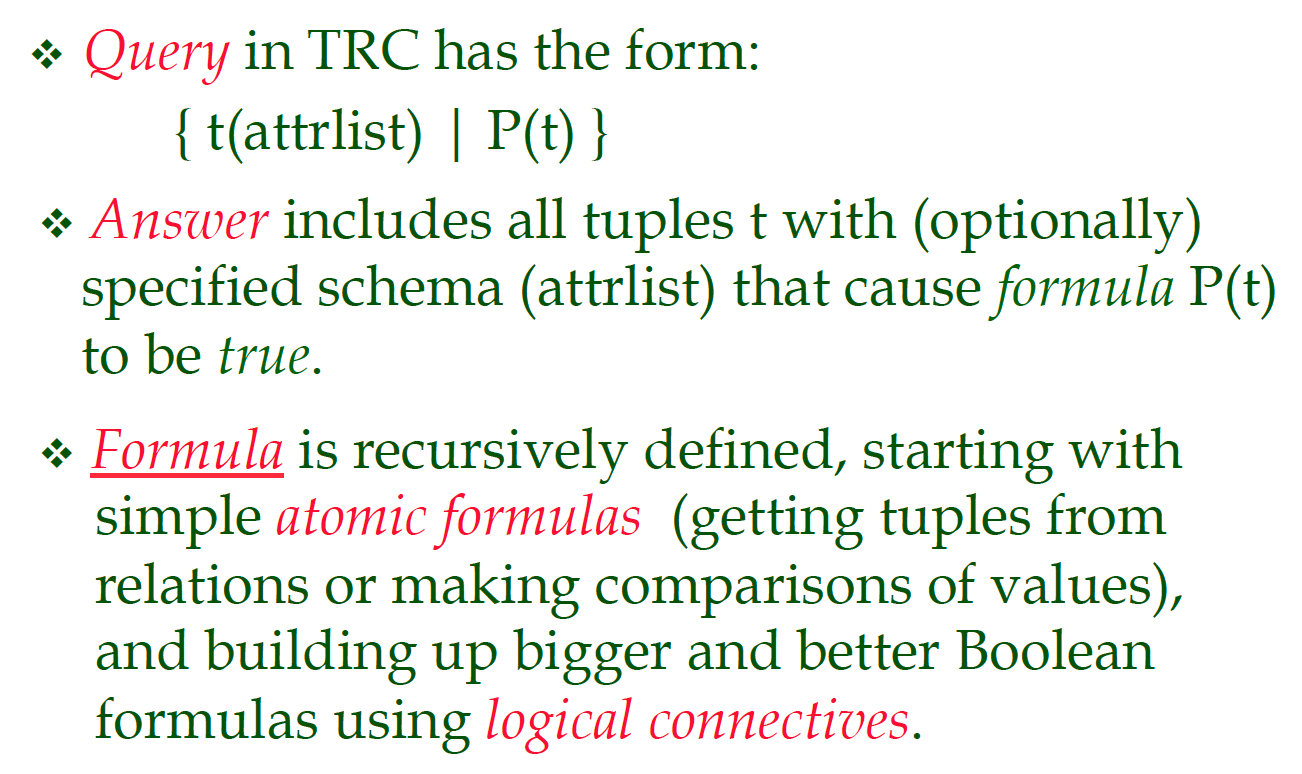 ❖ Query in TRC has the form:
{ t(attrlist) | P(t) }
❖ Answer includes all tuples t with (optionally)
specified schema (attrlist) that cause formula P(t)
to be true.
❖ Formula is recursively defined, starting with
simple atomic formulas (getting tuples from
relations or making comparisons of values),
and building up bigger and better Boolean
formulas using logical connectives.